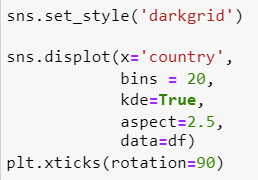 sns.set_style('darkgrid')
sns.displot(x='country',
bins = 20,
kde=True,
aspect=2.5,
data=df)
plt.xticks(rotation=90)